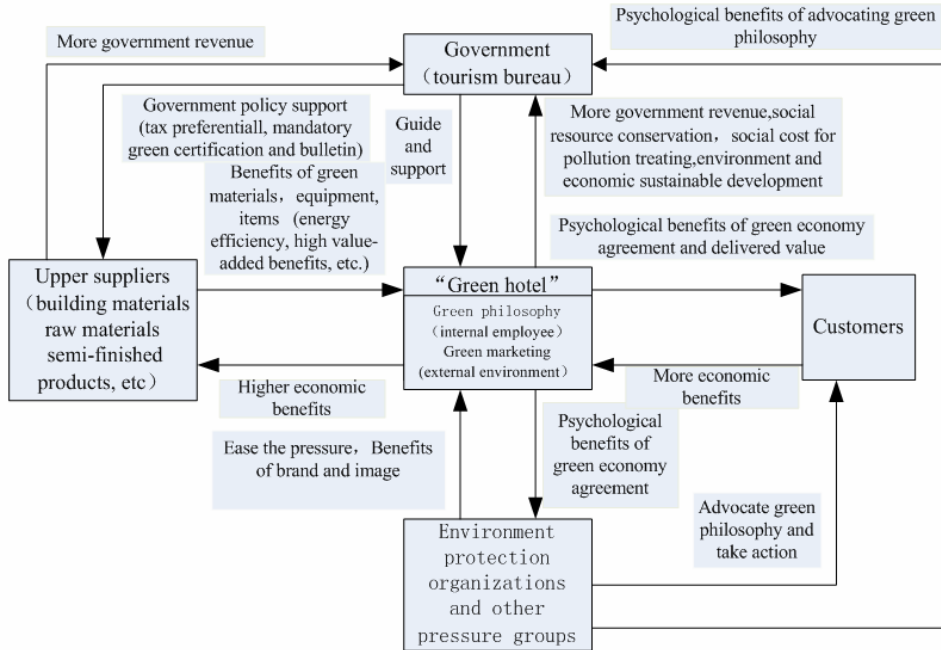 Psychological benefits of advocating green
philosophy
More government revenue
Government
（tourism bureau）
Government policy support
(tax preferentiall, mandatory
green certification and bulletin)
Guide
and
support
More government revenue,social
resource conservation，social cost for
pollution treating,environment and
economic sustainable development
Benefits of green
materials，equipment,
items （energy
efficiency, high value-
added benefits, etc.）
Psychological benefits of green economy
agreement and delivered value
Upper suppliers
（building materials
raw materials
semi-finished
products, etc）
“Green hotel”
Green philosophy
（internal employee）
Green marketing
(external environment）
Customers
Higher economic
benefits
More economic
benefits
Ease the pressure，Benefits
of brand and image
Psychological
benefits of
green economy
agreement
Advocate green
philosophy and
take action
Environment
protection
organizations
and other
pressure groups